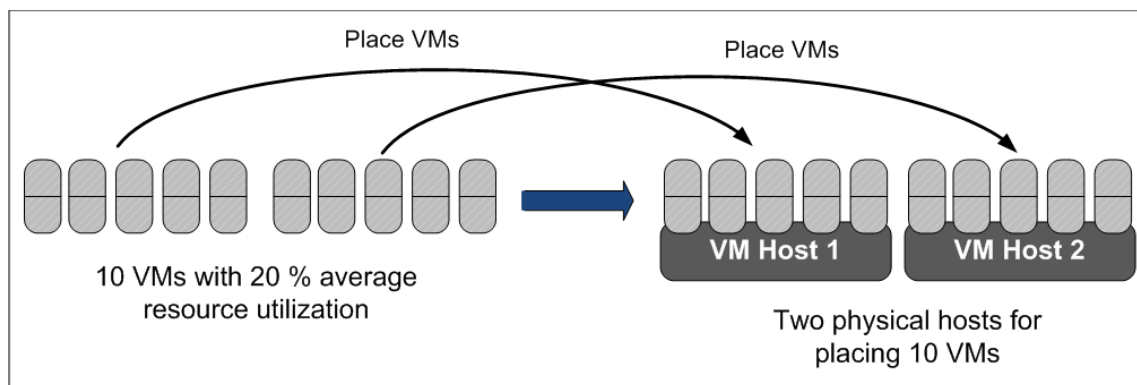 Place VMs
Place VMs
VM Host 1
VM Host 2
10 VMs with 20 % average
resource utilization
Two physical hosts for
placing 10 VMs